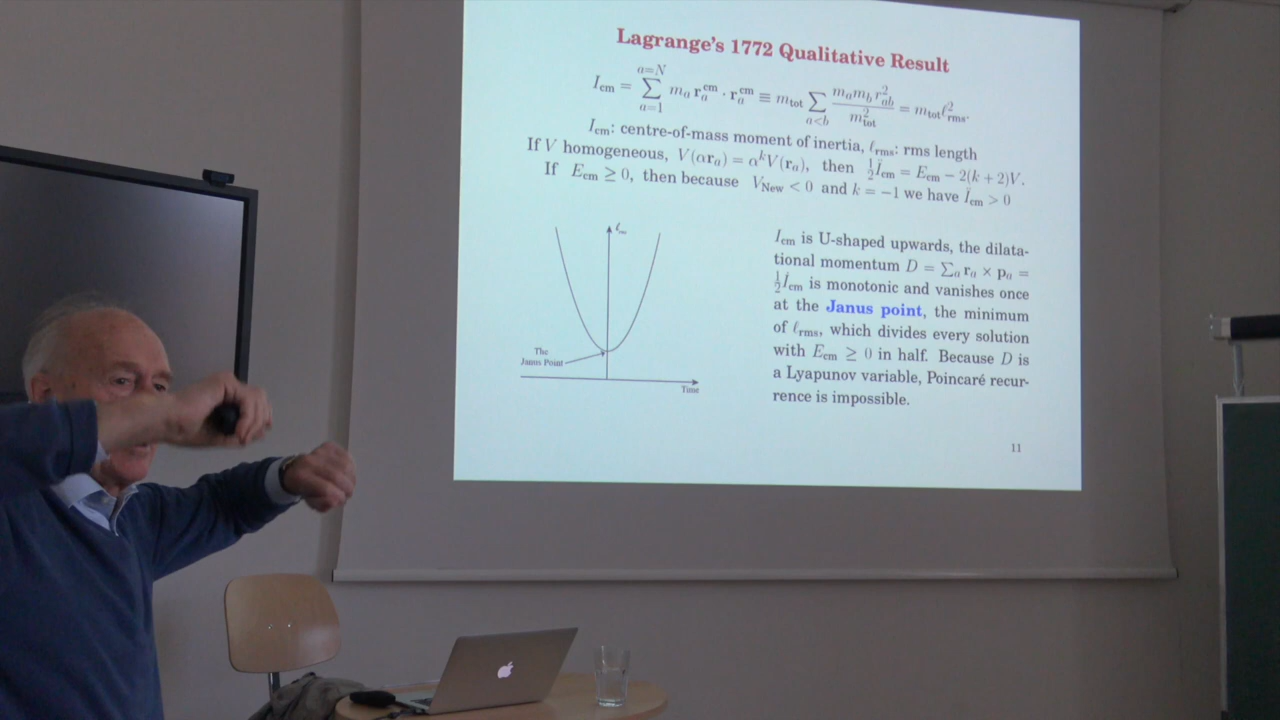 Lagrange's 1772 Qualitative Result
I_cm = ∑_{a=1}^{a=N} m_a r_a^cm · r_a^cm ≡ m_tot ∑_{a<b} m_a m_b r_ab^2 / m_tot^2 = m_tot ℓ_rms^2.
I_cm: centre-of-mass moment of inertia, ℓ_rms: rms length
If V homogeneous, V(αr_a) = α^k V(r_a), then ½Ï_cm = E_cm − 2(k + 2)V.
If E_cm ≥ 0, then because V_New < 0 and k = −1 we have Ï_cm > 0
ℓ_rms
The
Janus Point
Time
I_cm is U-shaped upwards, the dilata-
tional momentum D = ∑_a r_a × p_a =
½İ_cm is monotonic and vanishes once
at the Janus point, the minimum
of ℓ_rms, which divides every solution
with E_cm ≥ 0 in half. Because D is
a Lyapunov variable, Poincaré recur-
rence is impossible.
11